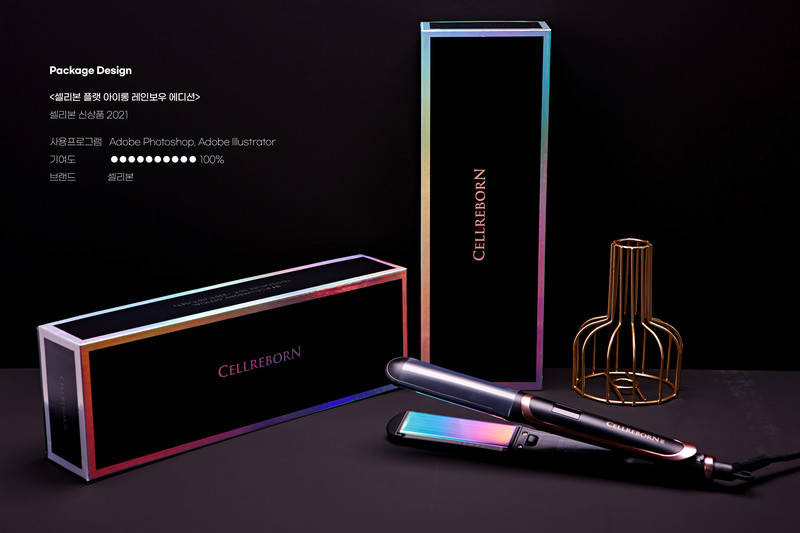 Package Design
<셀리본 플랫 아이롱 레인보우 에디션>
셀리본 신상품 2021
사용프로그램 Adobe Photoshop, Adobe Illustrator
기여도 ●●●●●●●●●● 100%
브랜드 셀리본
CELLREBORN
CELLREBORN
CELLREBORN